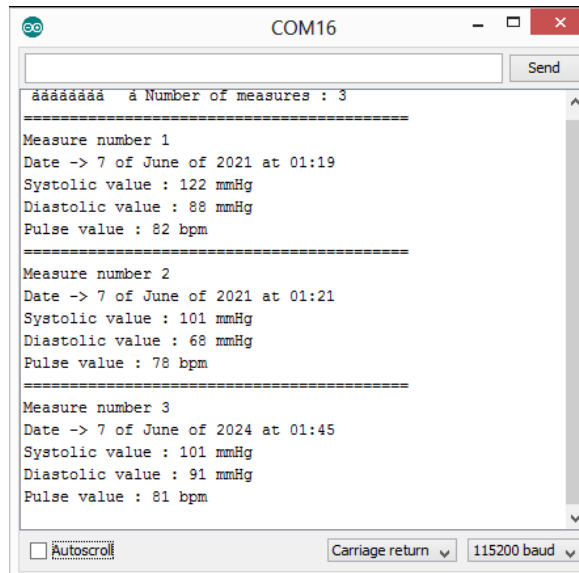 COM16
Send
áááááááá á Number of measures : 3
==========================================
Measure number 1
Date -> 7 of June of 2021 at 01:19
Systolic value : 122 mmHg
Diastolic value : 88 mmHg
Pulse value : 82 bpm
==========================================
Measure number 2
Date -> 7 of June of 2021 at 01:21
Systolic value : 101 mmHg
Diastolic value : 68 mmHg
Pulse value : 78 bpm
==========================================
Measure number 3
Date -> 7 of June of 2024 at 01:45
Systolic value : 101 mmHg
Diastolic value : 91 mmHg
Pulse value : 81 bpm
Autoscroll Carriage return 115200 baud